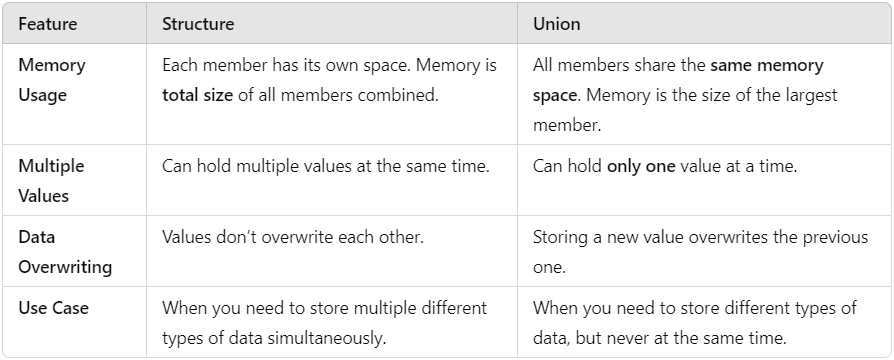 Feature Structure Union
Memory Usage Each member has its own space. Memory is total size of all members combined. All members share the same memory space. Memory is the size of the largest member.
Multiple Values Can hold multiple values at the same time. Can hold only one value at a time.
Data Overwriting Values don’t overwrite each other. Storing a new value overwrites the previous one.
Use Case When you need to store multiple different types of data simultaneously. When you need to store different types of data, but never at the same time.